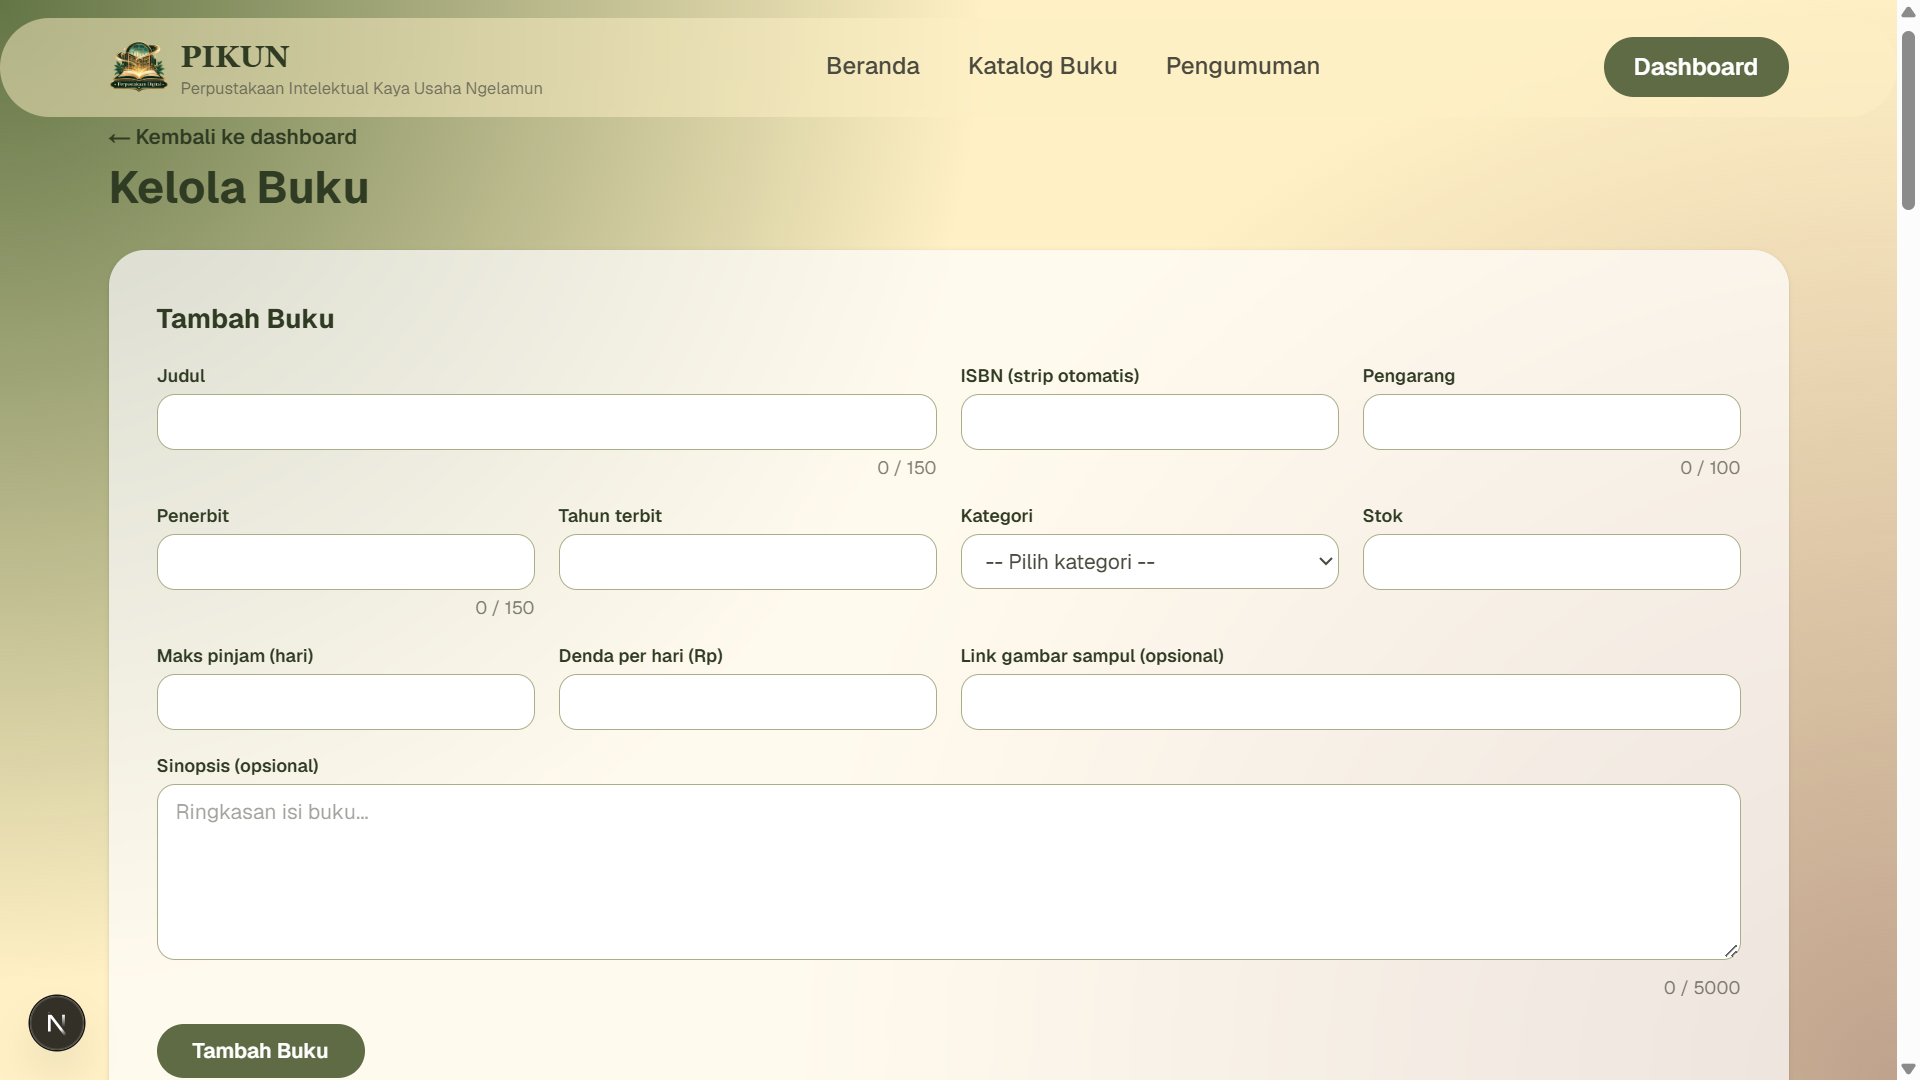 PIKUN
Perpustakaan Intelektual Kaya Usaha Ngelamun
Beranda
Katalog Buku
Pengumuman
Dashboard
← Kembali ke dashboard
Kelola Buku
Tambah Buku
Judul
ISBN (strip otomatis)
Pengarang
0 / 150
0 / 100
Penerbit
Tahun terbit
Kategori
Stok
-- Pilih kategori --
0 / 150
Maks pinjam (hari)
Denda per hari (Rp)
Link gambar sampul (opsional)
Sinopsis (opsional)
Ringkasan isi buku...
0 / 5000
N
Tambah Buku